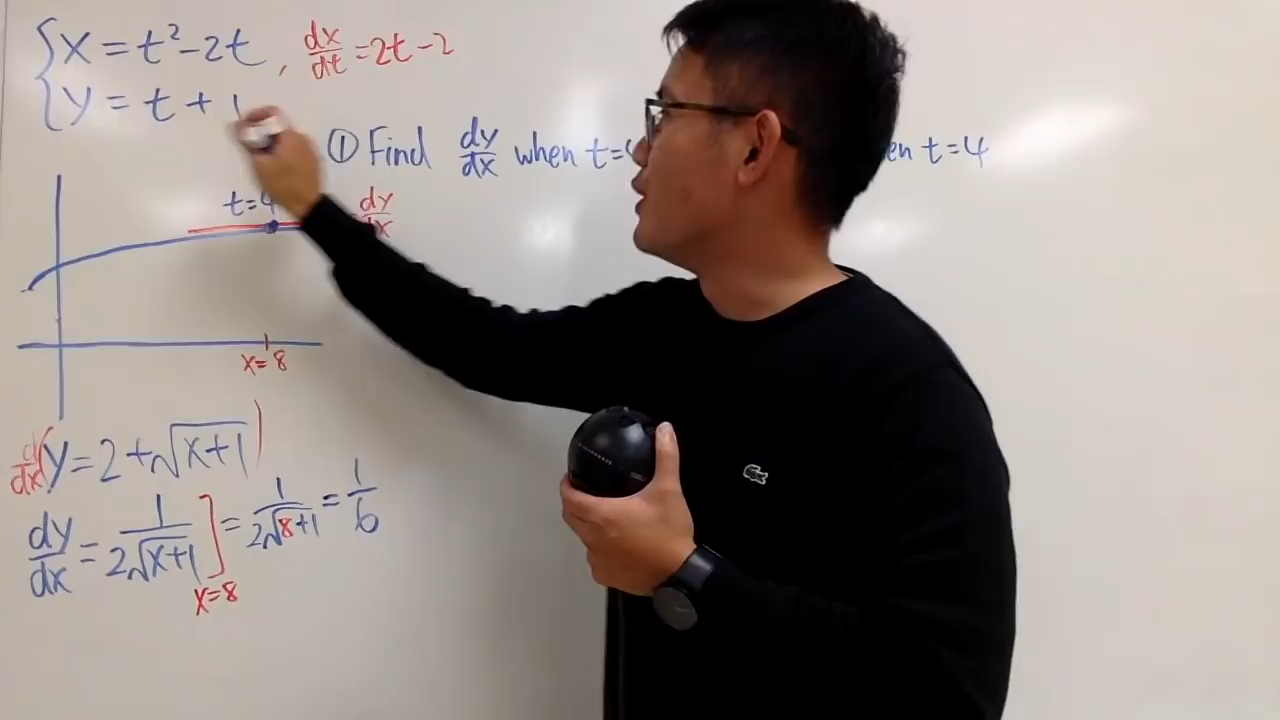 x = t² - 2t , dx/dt = 2t - 2
y = t + 1
① Find dy/dx when t= en t = 4
t = 4 dy/dx
x = 8
d/dx (y = 2 + √(x+1))
dy/dx = 1/(2√(x+1)) ] x=8 = 1/(2√(8+1)) = 1/6